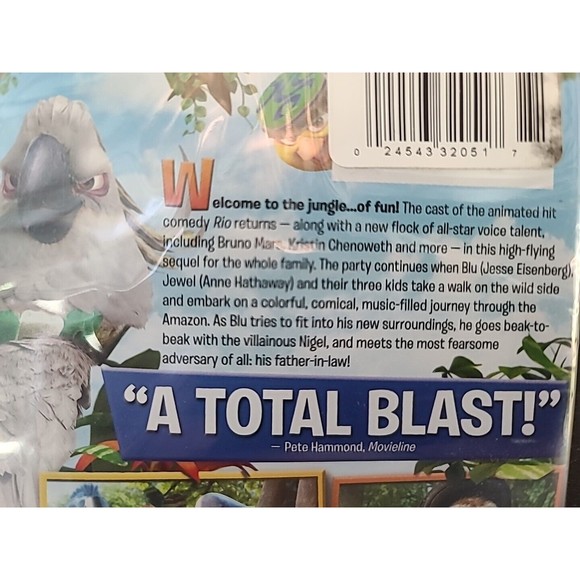 0 24543 32051 7
Welcome to the jungle...of fun! The cast of the animated hit
comedy Rio returns – along with a new flock of all-star voice talent,
including Bruno Mars, Kristin Chenoweth and more – in this high-flying
sequel for the whole family. The party continues when Blu (Jesse Eisenberg),
Jewel (Anne Hathaway) and their three kids take a walk on the wild side
and embark on a colorful, comical, music-filled journey through the
Amazon. As Blu tries to fit into his new surroundings, he goes beak-to-
beak with the villainous Nigel, and meets the most fearsome
adversary of all: his father-in-law!
“A TOTAL BLAST!”
– Pete Hammond, Movieline